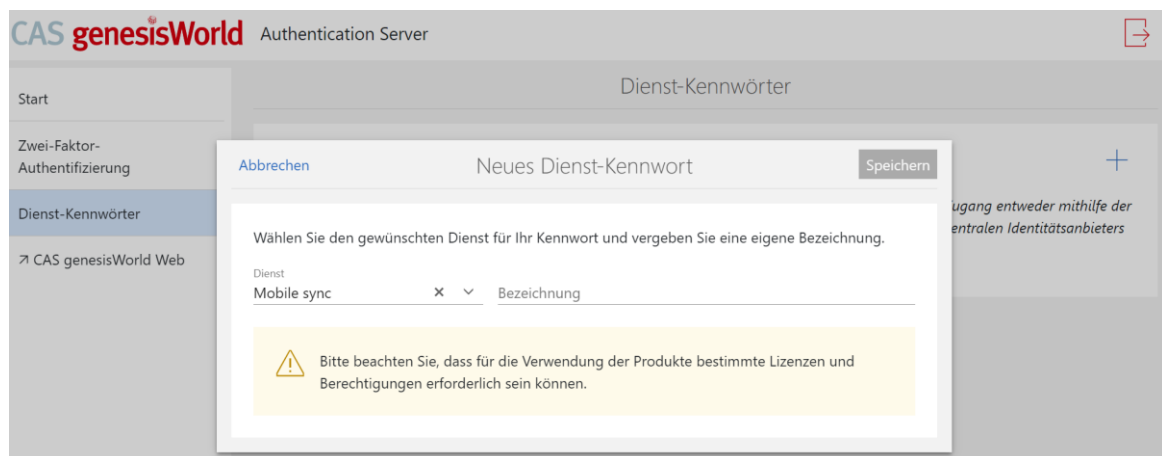 CAS genesisWorld Authentication Server
Dienst-Kennwörter
Start
Zwei-Faktor-
Authentifizierung
Dienst-Kennwörter
CAS genesisWorld Web
Abbrechen Neues Dienst-Kennwort Speichern
entweder mithilfe der
Identitätsanbieters
Wählen Sie den gewünschten Dienst für Ihr Kennwort und vergeben Sie eine eigene Bezeichnung.
Dienst
Mobile sync Bezeichnung
Bitte beachten Sie, dass für die Verwendung der Produkte bestimmte Lizenzen und
Berechtigungen erforderlich sein können.